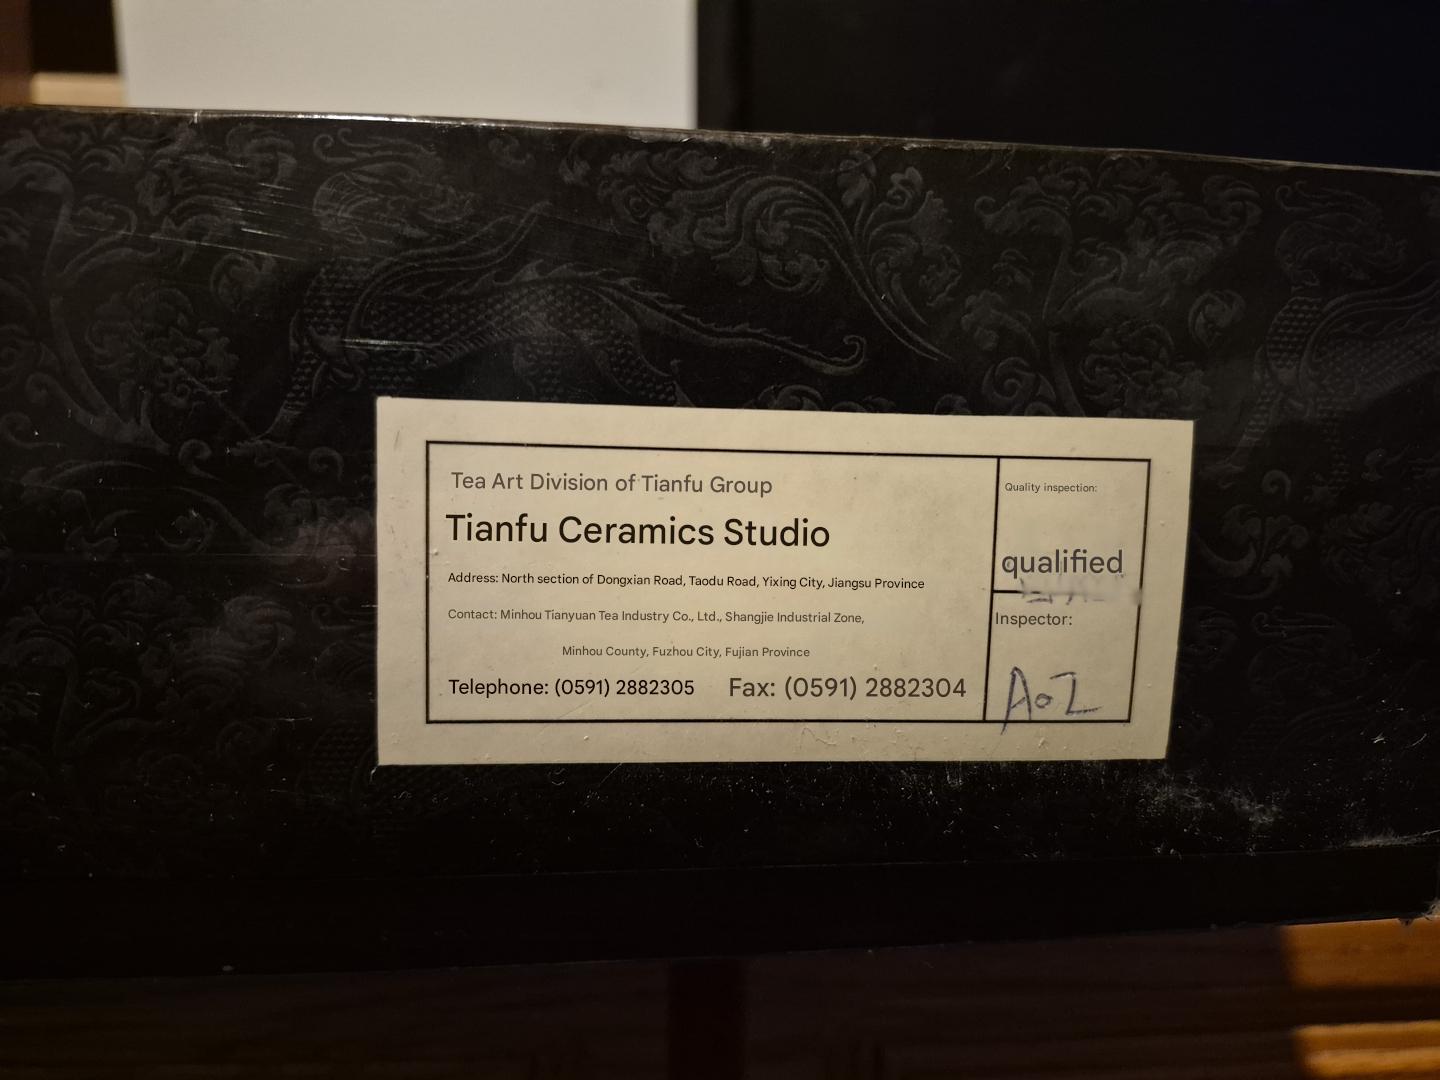 Tea Art Division of Tianfu Group
Tianfu Ceramics Studio
Address: North section of Dongxian Road, Taodu Road, Yixing City, Jiangsu Province
Contact: Minhou Tianyuan Tea Industry Co., Ltd., Shangjie Industrial Zone,
Minhou County, Fuzhou City, Fujian Province
Telephone: (0591) 2882305 Fax: (0591) 2882304
Quality inspection:
qualified
Inspector: